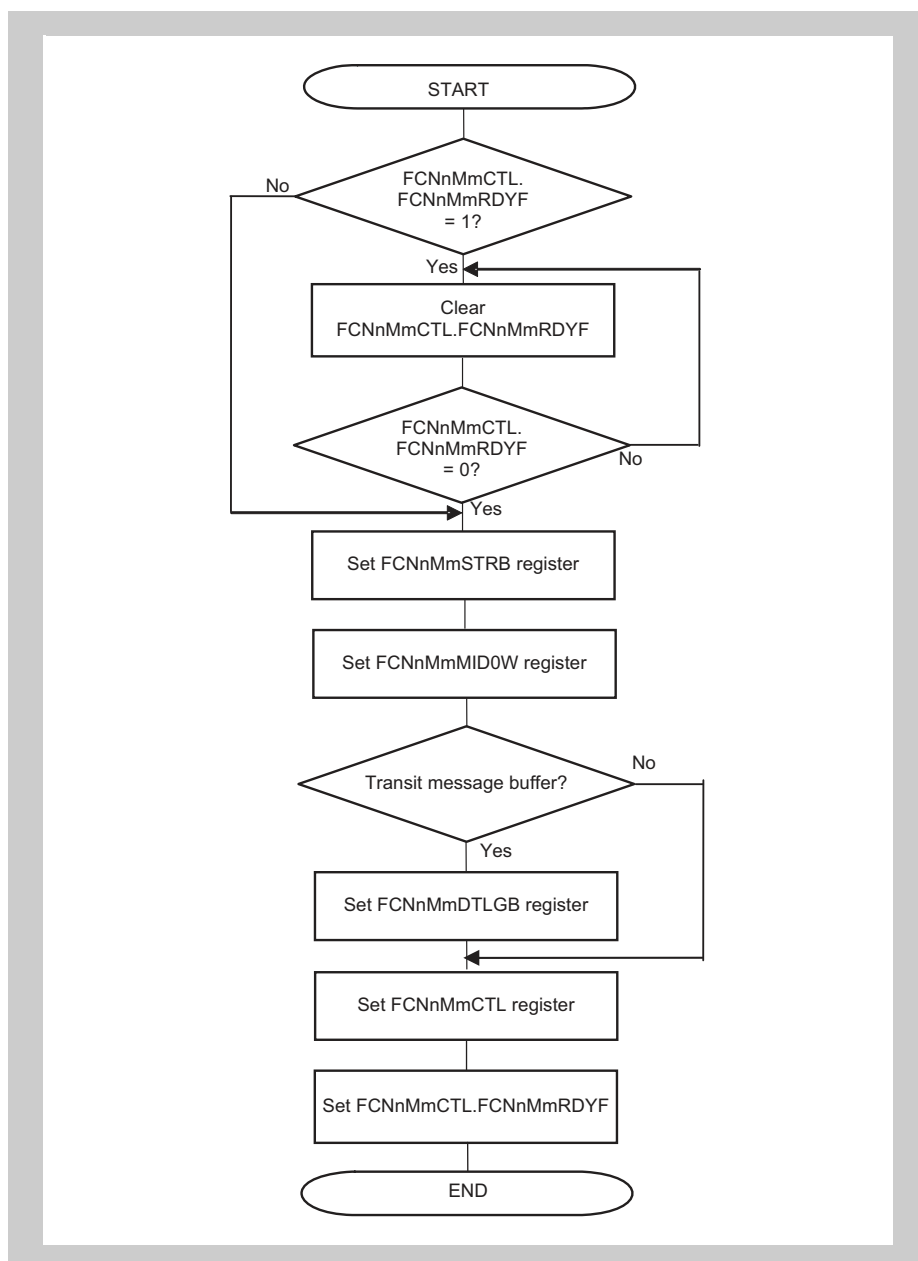 START
FCNnMmCTL.
FCNnMmRDYF
= 1?
No
Yes
Clear
FCNnMmCTL.FCNnMmRDYF
FCNnMmCTL.
FCNnMmRDYF
= 0?
No
Yes
Set FCNnMmSTRB register
Set FCNnMmMID0W register
Transit message buffer?
No
Yes
Set FCNnMmDTLGB register
Set FCNnMmCTL register
Set FCNnMmCTL.FCNnMmRDYF
END